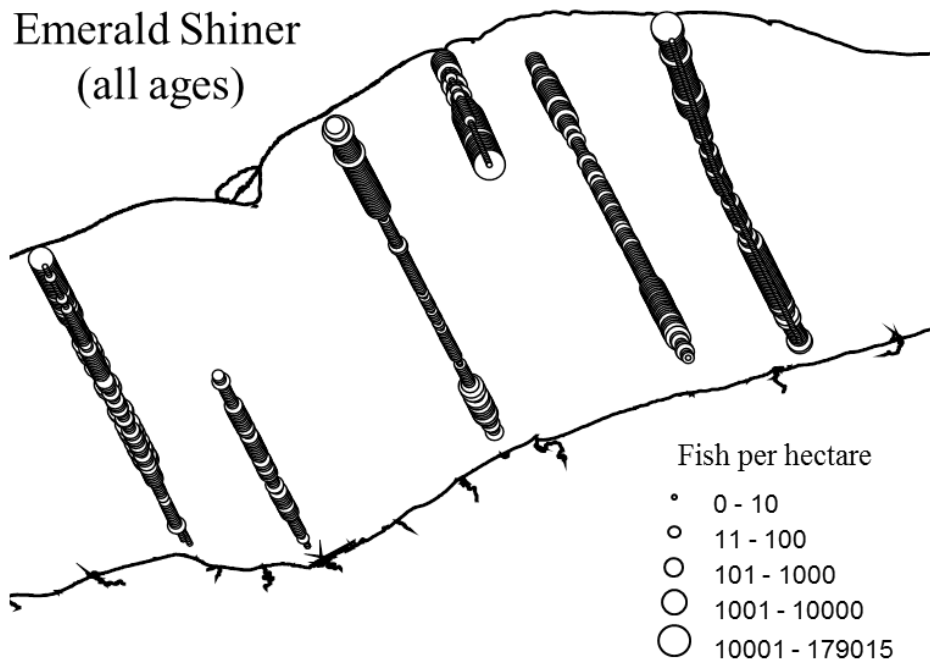 Emerald Shiner
(all ages)
Fish per hectare
0 - 10
11 - 100
101 - 1000
1001 - 10000
10001 - 179015